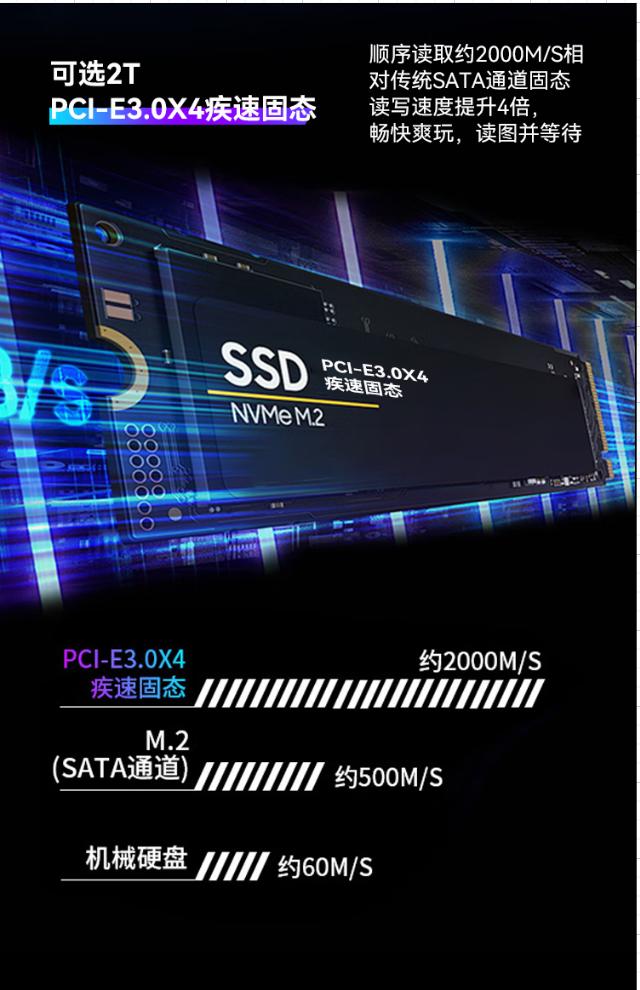 可选2T
PCI-E3.0X4疾速固态
顺序读取约2000M/S相
对传统SATA通道固态
读写速度提升4倍，
畅快爽玩，读图并等待
B/s
SSD
PCI-E3.0X4
疾速固态
NVMe M.2
PCI-E3.0X4
疾速固态
约2000M/S
M.2
(SATA通道)
约500M/S
机械硬盘
约60M/S